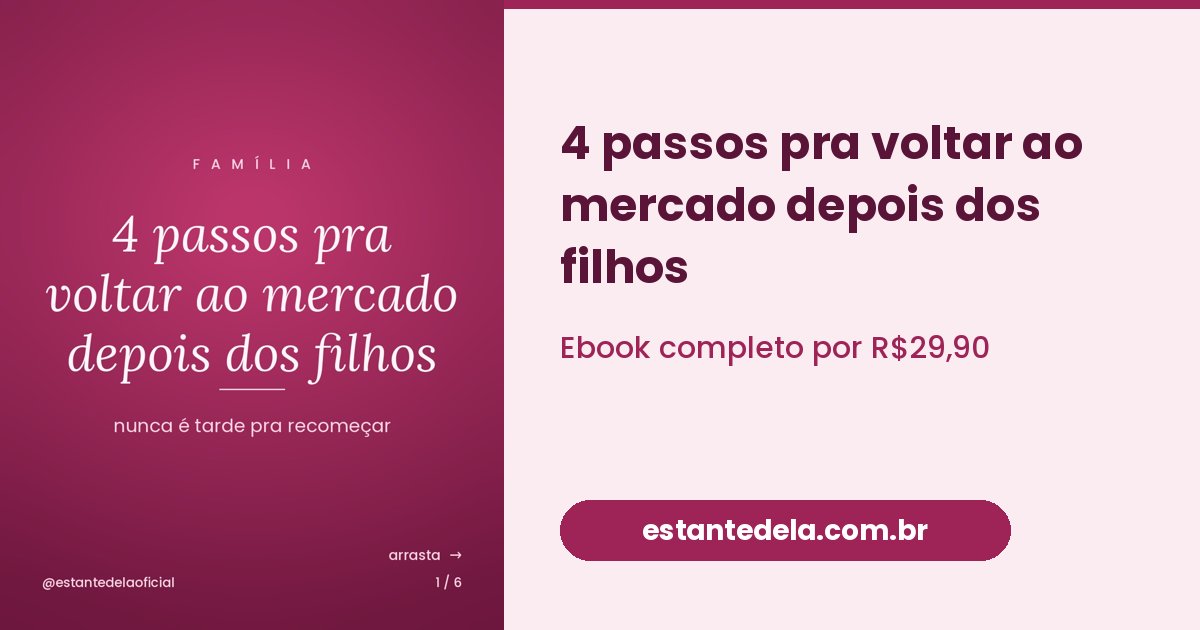 FAMÍLIA
4 passos pra
voltar ao mercado
depois dos filhos
nunca é tarde pra recomeçar
arrasta →
@estantedelaoficial
1 / 6
4 passos pra voltar ao
mercado depois dos
filhos
Ebook completo por R$29,90
estantedela.com.br